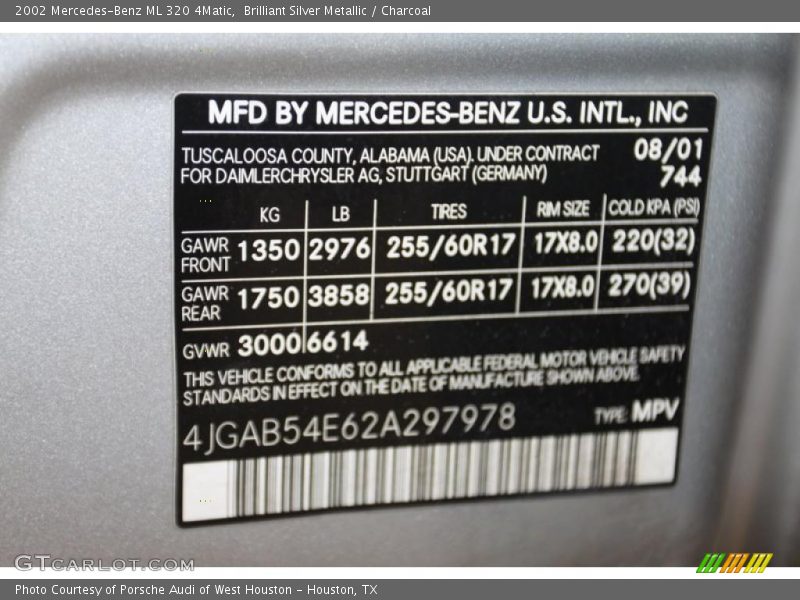 2002 Mercedes-Benz ML 320 4Matic, Brilliant Silver Metallic / Charcoal
MFD BY MERCEDES-BENZ U.S. INTL., INC
TUSCALOOSA COUNTY, ALABAMA (USA). UNDER CONTRACT 08/01
FOR DAIMLERCHRYSLER AG, STUTTGART (GERMANY) 744
KG LB TIRES RIM SIZE COLD KPA (PSI)
GAWR FRONT 1350 2976 255/60R17 17X8.0 220(32)
GAWR REAR 1750 3858 255/60R17 17X8.0 270(39)
GVWR 3000 6614
THIS VEHICLE CONFORMS TO ALL APPLICABLE FEDERAL MOTOR VEHICLE SAFETY
STANDARDS IN EFFECT ON THE DATE OF MANUFACTURE SHOWN ABOVE.
4JGAB54E62A297978 TYPE: MPV
GTCARLOT.COM
Photo Courtesy of Porsche Audi of West Houston - Houston, TX